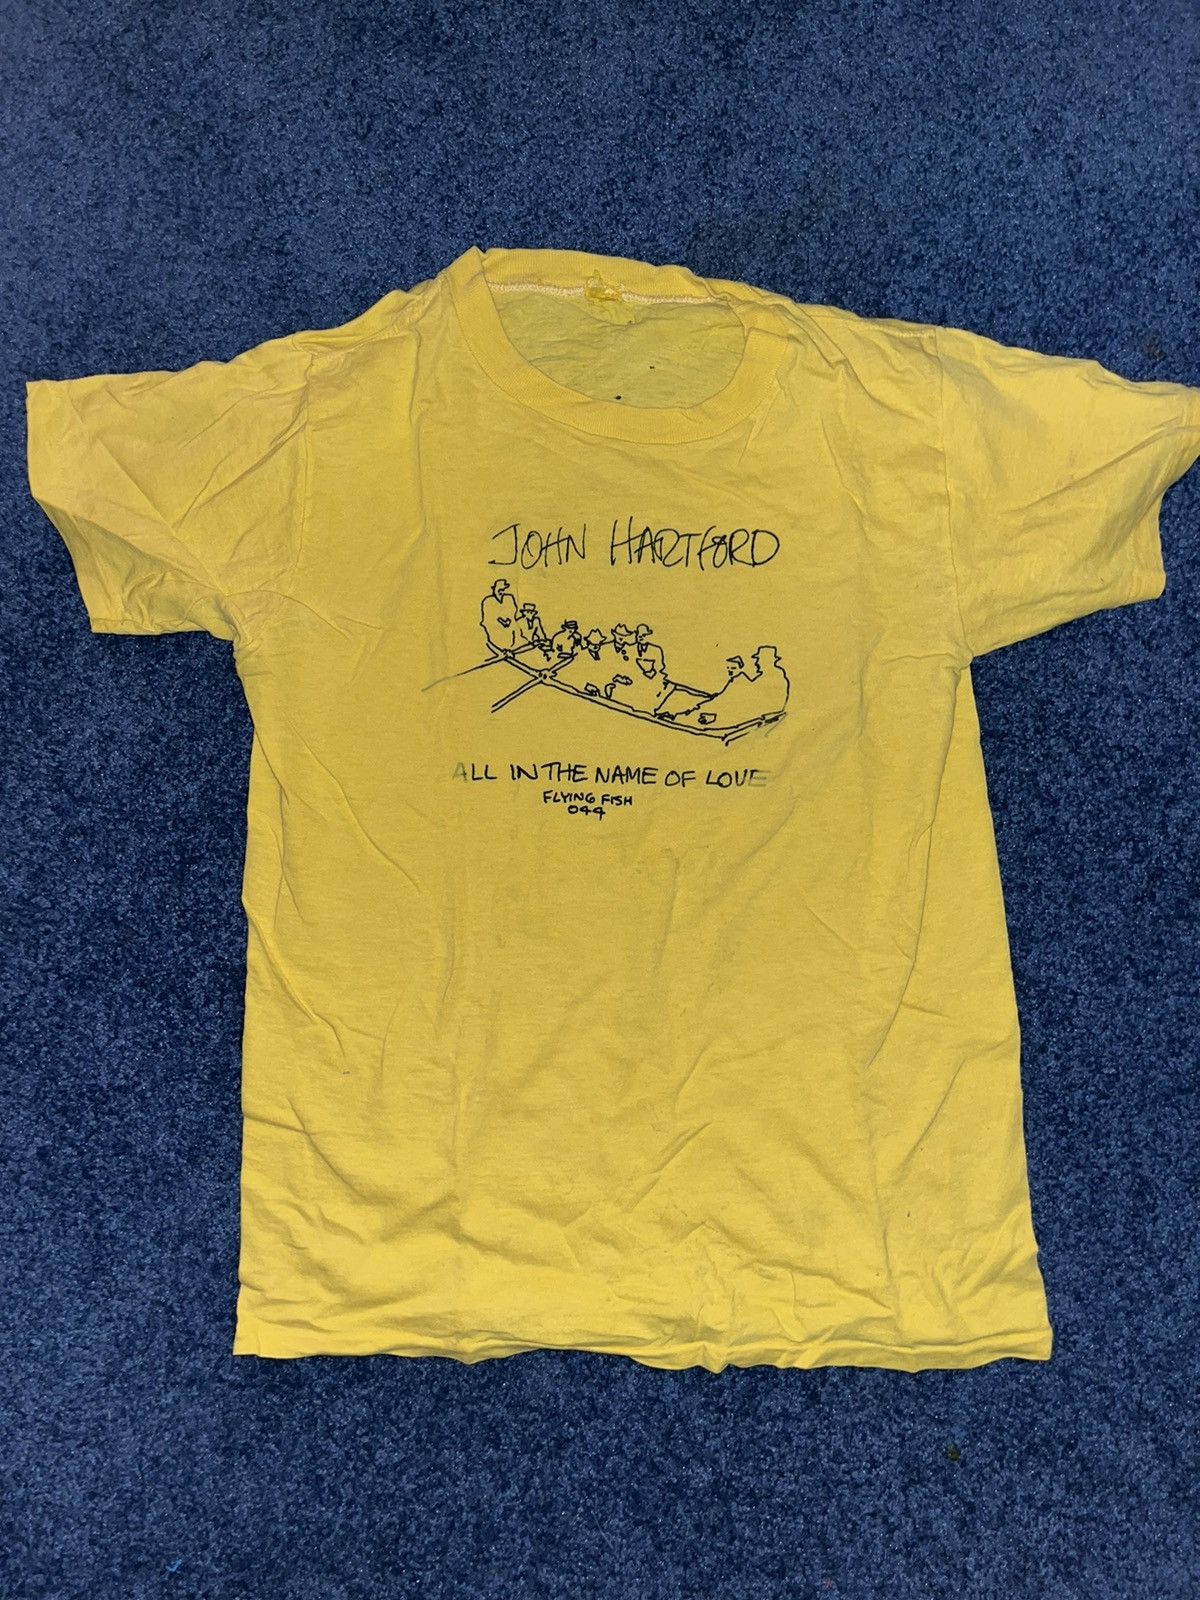 JOHN HARTFORD
ALL IN THE NAME OF LOVE
FLYING FISH
044